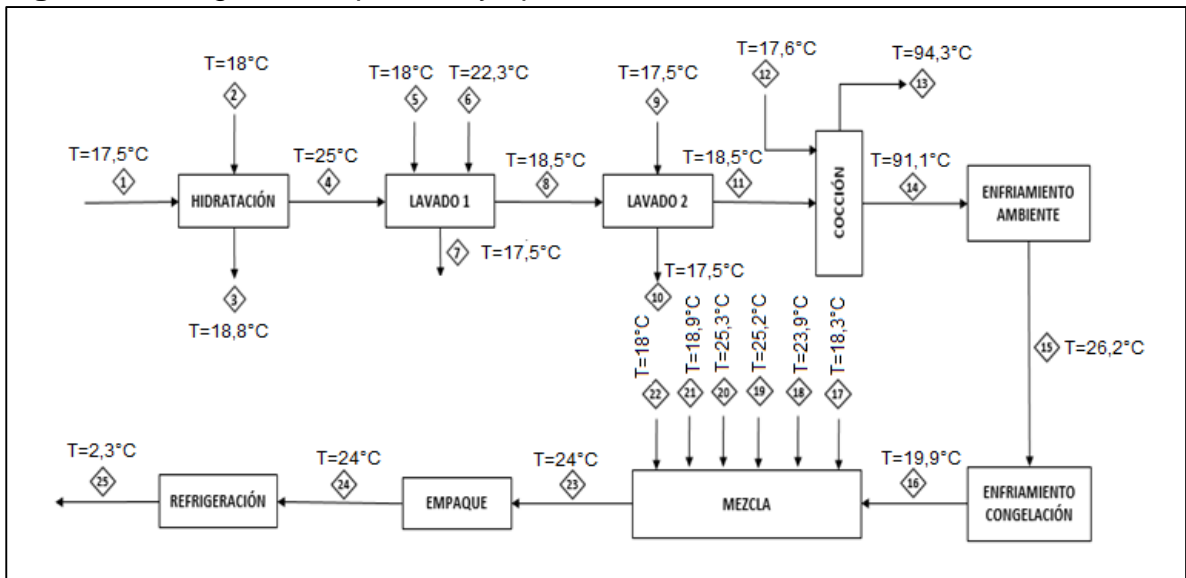 T=18°C
2
T=18°C
5
T=22,3°C
6
T=17,5°C
9
T=17,6°C
12
T=94,3°C
13
T=17,5°C
1
HIDRATACIÓN
T=25°C
4
LAVADO 1
T=18,5°C
8
LAVADO 2
T=18,5°C
11
COCCIÓN
T=91,1°C
14
ENFRIAMIENTO
AMBIENTE
3
T=18,8°C
7
T=17,5°C
10
T=17,5°C
15
T=26,2°C
T=18°C
22
T=18,9°C
21
T=25,3°C
20
T=25,2°C
19
T=23,9°C
18
T=18,3°C
17
T=2,3°C
25
REFRIGERACIÓN
T=24°C
24
EMPAQUE
T=24°C
23
MEZCLA
T=19,9°C
16
ENFRIAMIENTO
CONGELACIÓN